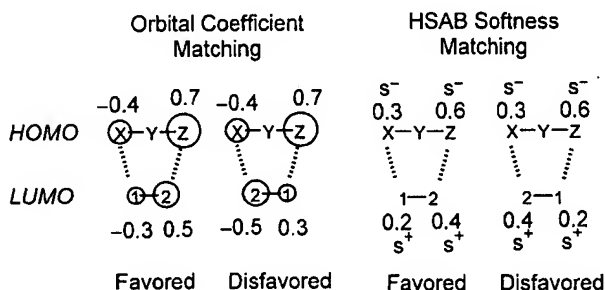 Orbital Coefficient Matching
HSAB Softness Matching
s⁻ s⁻ s⁻ s⁻
−0.4 0.7 −0.4 0.7 0.3 0.6 0.3 0.6
HOMO X−Y−Z X−Y−Z X−Y−Z X−Y−Z
LUMO 1−2 2−1 1−2 2−1
−0.3 0.5 −0.5 0.3 0.2 0.4 0.4 0.2
s⁺ s⁺ s⁺ s⁺
Favored Disfavored Favored Disfavored